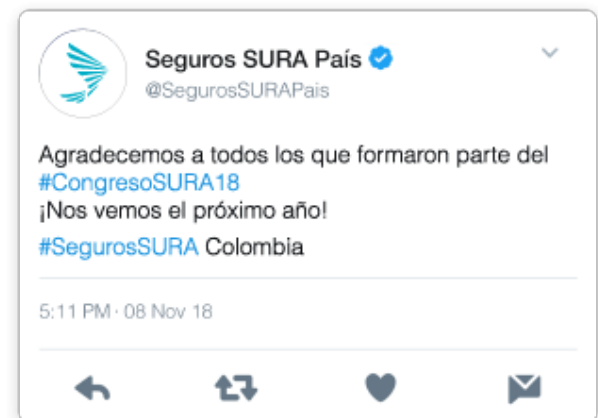 Seguros SURA País
@SegurosSURAPais
Agradecemos a todos los que formaron parte del
#CongresoSURA18
¡Nos vemos el próximo año!
#SegurosSURA Colombia
5:11 PM · 08 Nov 18